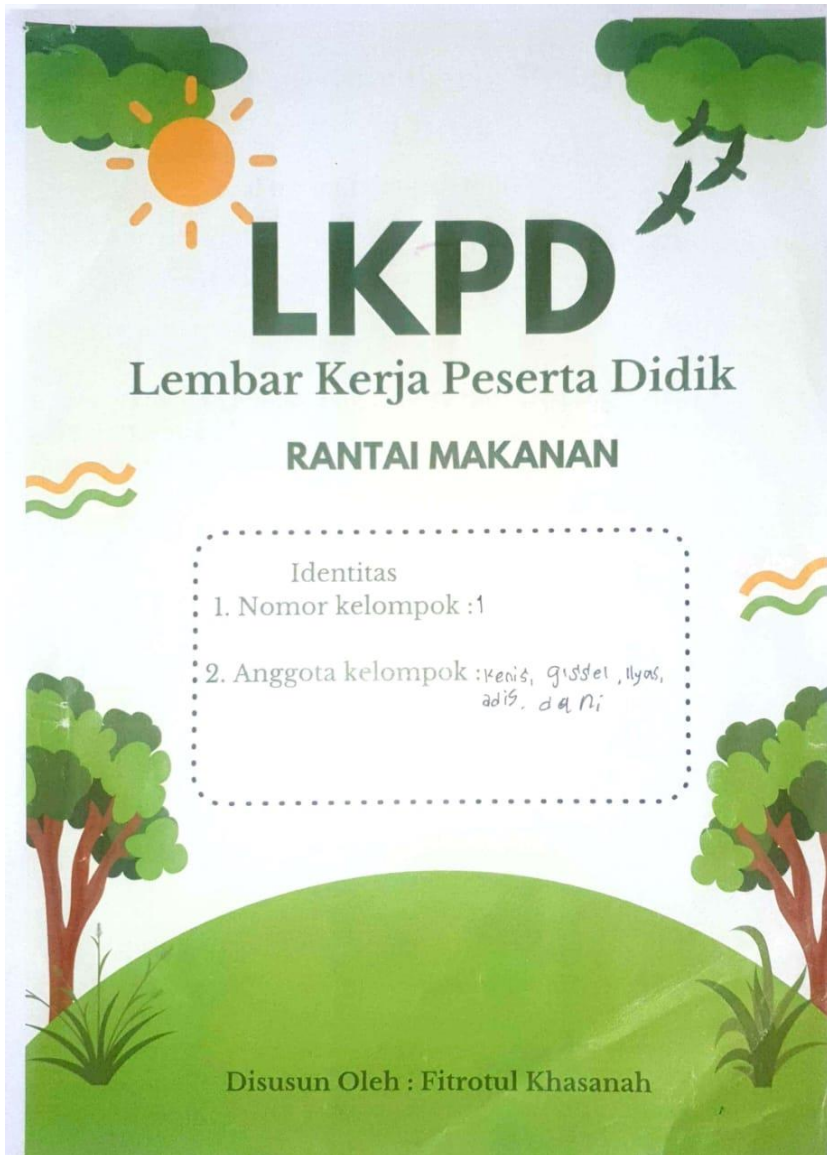 LKPD
Lembar Kerja Peserta Didik
RANTAI MAKANAN
Identitas
1. Nomor kelompok : 1
2. Anggota kelompok : kenis, gissel, Ilyas,
adis. dani
Disusun Oleh : Fitrotul Khasanah